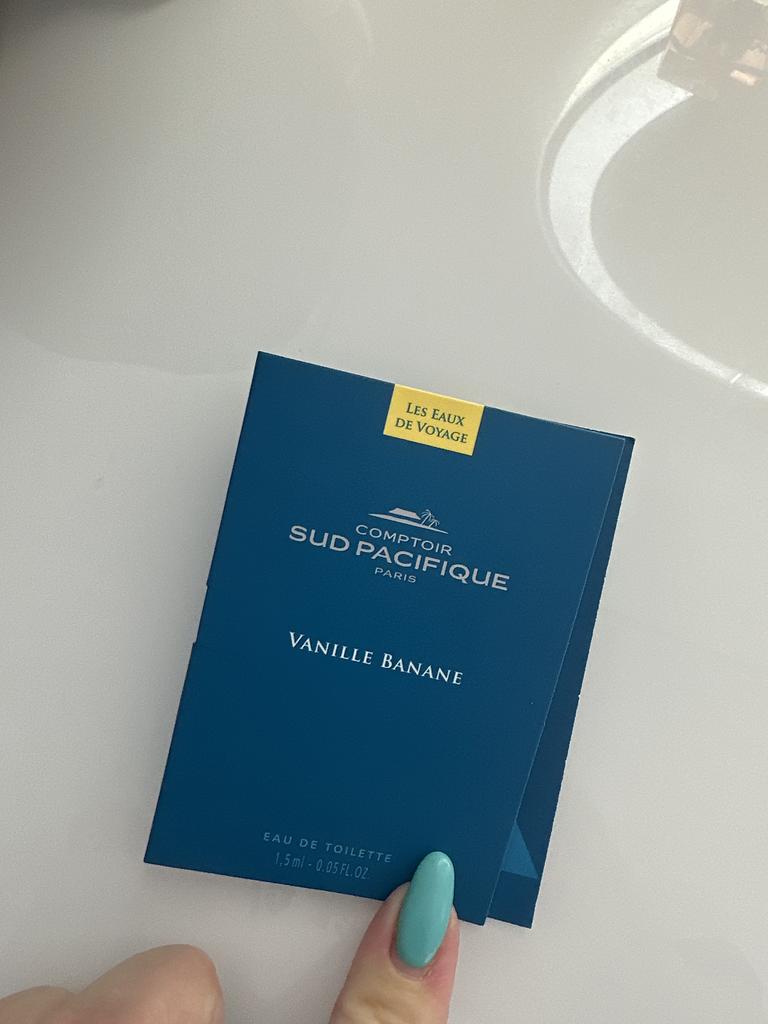 LES EAUX
DE VOYAGE
COMPTOIR
SUD PACIFIQUE
PARIS
VANILLE BANANE
EAU DE TOILETTE
1,5 ml - 0.05 FL.OZ.